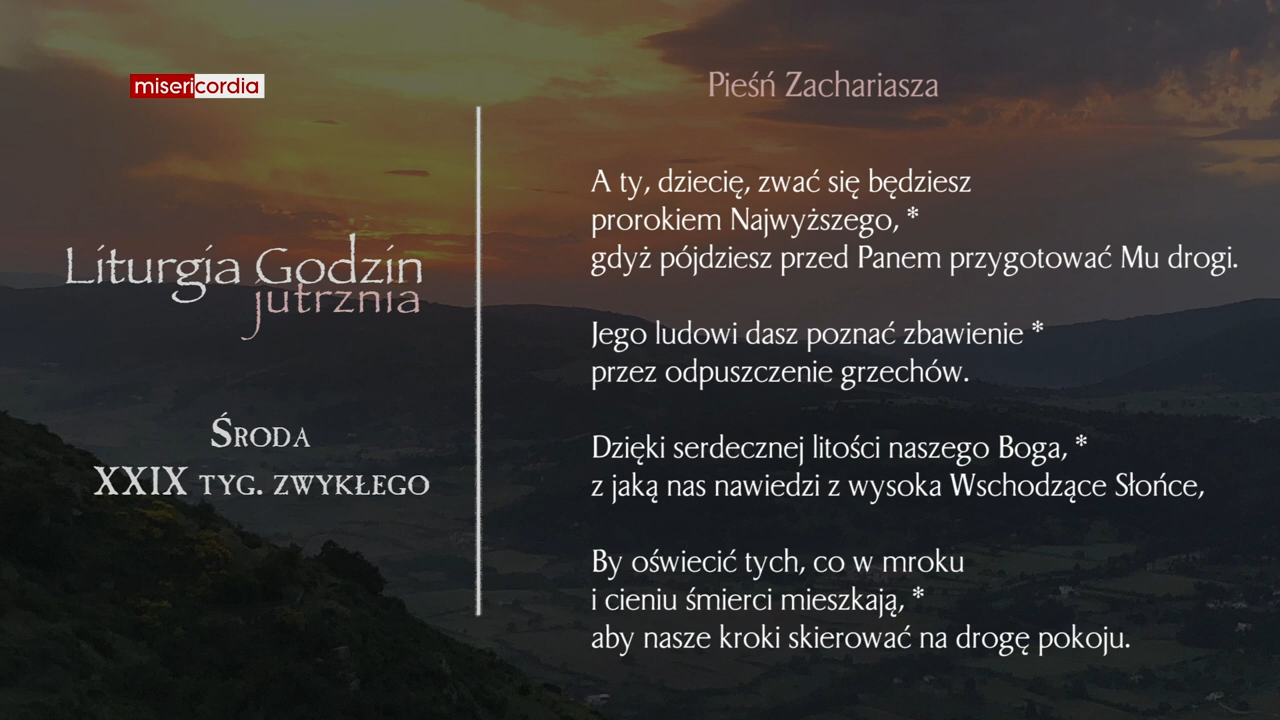 misericordia
Liturgia Godzin
jutrznia
Środa
XXIX tyg. zwykłego
Pieśń Zachariasza
A ty, dziecię, zwać się będziesz
prorokiem Najwyższego, *
gdyż pójdziesz przed Panem przygotować Mu drogi.
Jego ludowi dasz poznać zbawienie *
przez odpuszczenie grzechów.
Dzięki serdecznej litości naszego Boga, *
z jaką nas nawiedzi z wysoka Wschodzące Słońce,
By oświecić tych, co w mroku
i cieniu śmierci mieszkają, *
aby nasze kroki skierować na drogę pokoju.